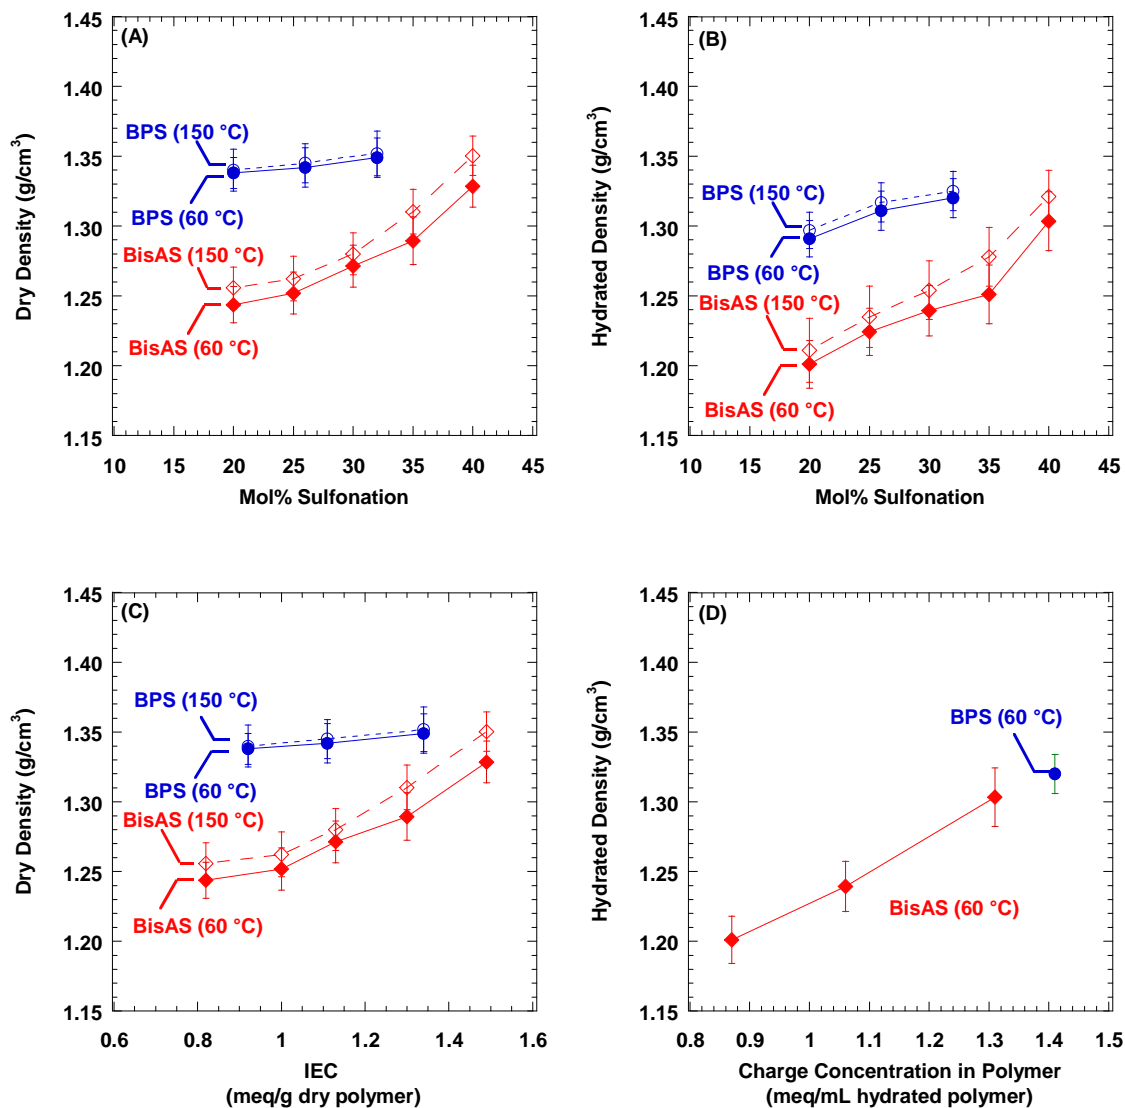 (A)
1.45
1.40
1.35
1.30
1.25
1.20
1.15
Dry Density (g/cm³)
BPS (150 °C)
BPS (60 °C)
BisAS (150 °C)
BisAS (60 °C)
10 15 20 25 30 35 40 45
Mol% Sulfonation
(B)
1.45
1.40
1.35
1.30
1.25
1.20
1.15
Hydrated Density (g/cm³)
BPS (150 °C)
BPS (60 °C)
BisAS (150 °C)
BisAS (60 °C)
10 15 20 25 30 35 40 45
Mol% Sulfonation
(C)
1.45
1.40
1.35
1.30
1.25
1.20
1.15
Dry Density (g/cm³)
BPS (150 °C)
BPS (60 °C)
BisAS (150 °C)
BisAS (60 °C)
0.6 0.8 1 1.2 1.4 1.6
IEC
(meq/g dry polymer)
(D)
1.45
1.40
1.35
1.30
1.25
1.20
1.15
Hydrated Density (g/cm³)
BPS (60 °C)
BisAS (60 °C)
0.8 0.9 1 1.1 1.2 1.3 1.4 1.5
Charge Concentration in Polymer
(meq/mL hydrated polymer)